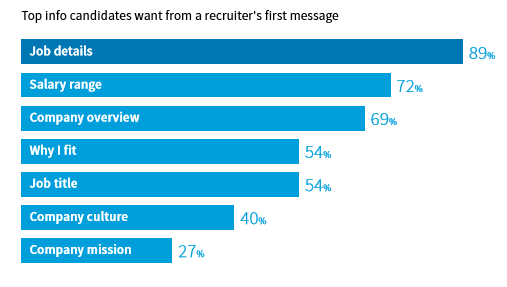 Top info candidates want from a recruiter's first message
Job details 89%
Salary range 72%
Company overview 69%
Why I fit 54%
Job title 54%
Company culture 40%
Company mission 27%